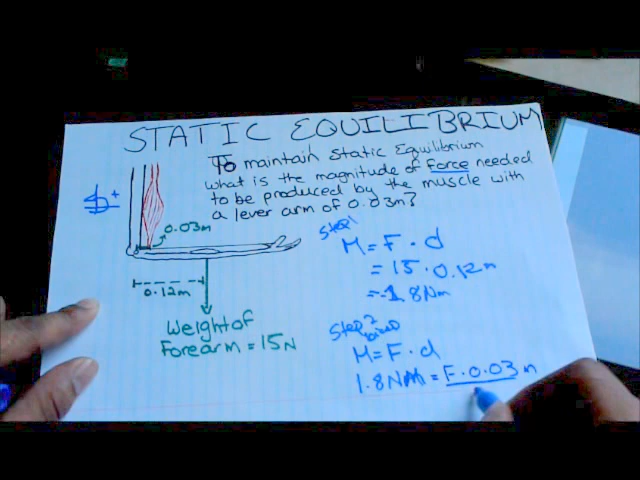 STATIC EQUILIBRIUM
To maintain Static Equilibrium
what is the magnitude of force needed
to be produced by the muscle with
a lever arm of 0.03m?
+
0.03m
0.12m
Weight of
Forearm = 15N
Step 1
M = F · d
= 15 · 0.12m
= -1.8Nm
Step 2
M = F · d
1.8NM = F · 0.03m